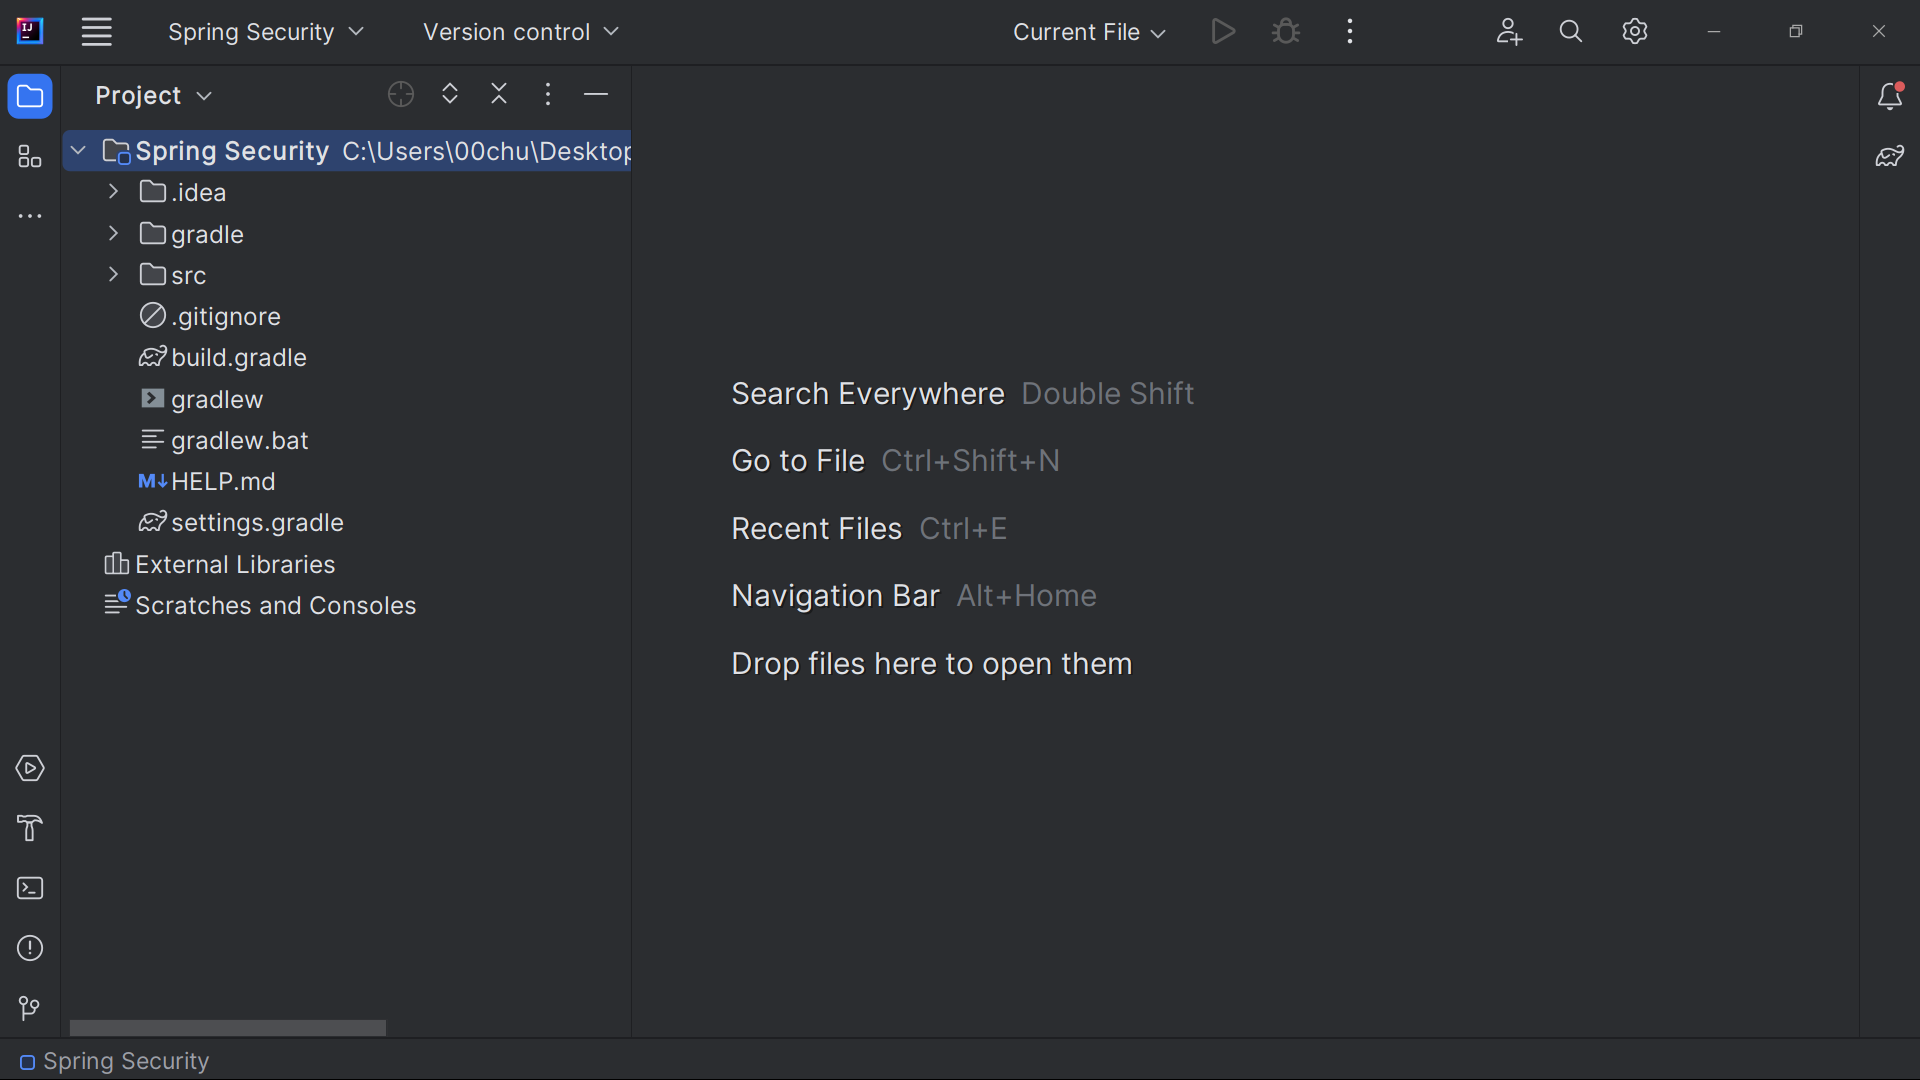 Spring Security
Version control
Current File
Project
Spring Security C:\Users\00chu\Desktop
.idea
gradle
src
.gitignore
build.gradle
gradlew
gradlew.bat
M↓ HELP.md
settings.gradle
External Libraries
Scratches and Consoles
Search Everywhere Double Shift
Go to File Ctrl+Shift+N
Recent Files Ctrl+E
Navigation Bar Alt+Home
Drop files here to open them
Spring Security